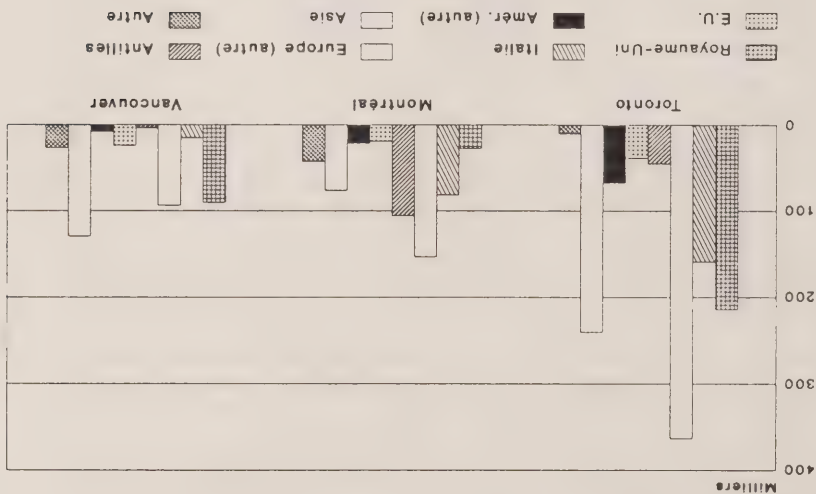 Milliers
400
300
200
100
0
Toronto Montréal Vancouver
Royaume-Uni Italie Europe (autre) Antilles
E.U. Amér. (autre) Asie Autre